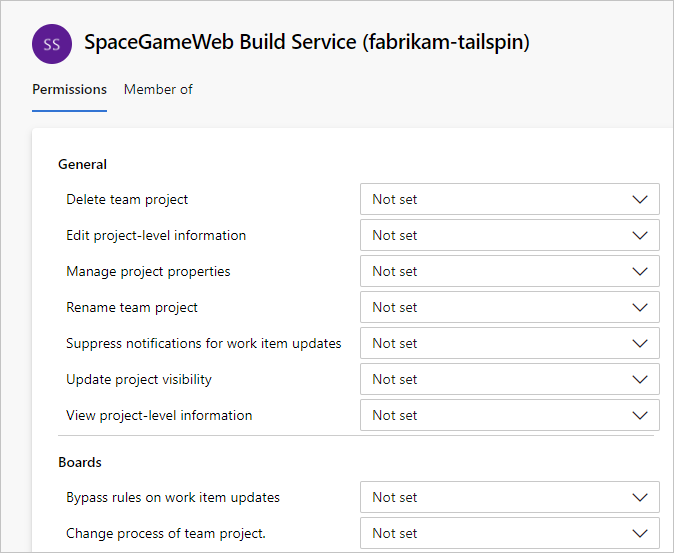 SS
SpaceGameWeb Build Service (fabrikam-tailspin)
Permissions Member of
General
Delete team project Not set
Edit project-level information Not set
Manage project properties Not set
Rename team project Not set
Suppress notifications for work item updates Not set
Update project visibility Not set
View project-level information Not set
Boards
Bypass rules on work item updates Not set
Change process of team project. Not set